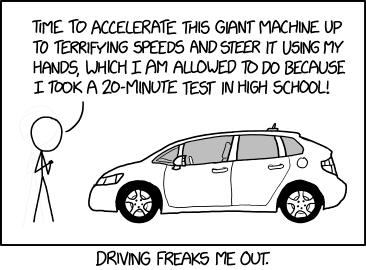 TIME TO ACCELERATE THIS GIANT MACHINE UP
TO TERRIFYING SPEEDS AND STEER IT USING MY
HANDS, WHICH I AM ALLOWED TO DO BECAUSE
I TOOK A 20-MINUTE TEST IN HIGH SCHOOL!
DRIVING FREAKS ME OUT.